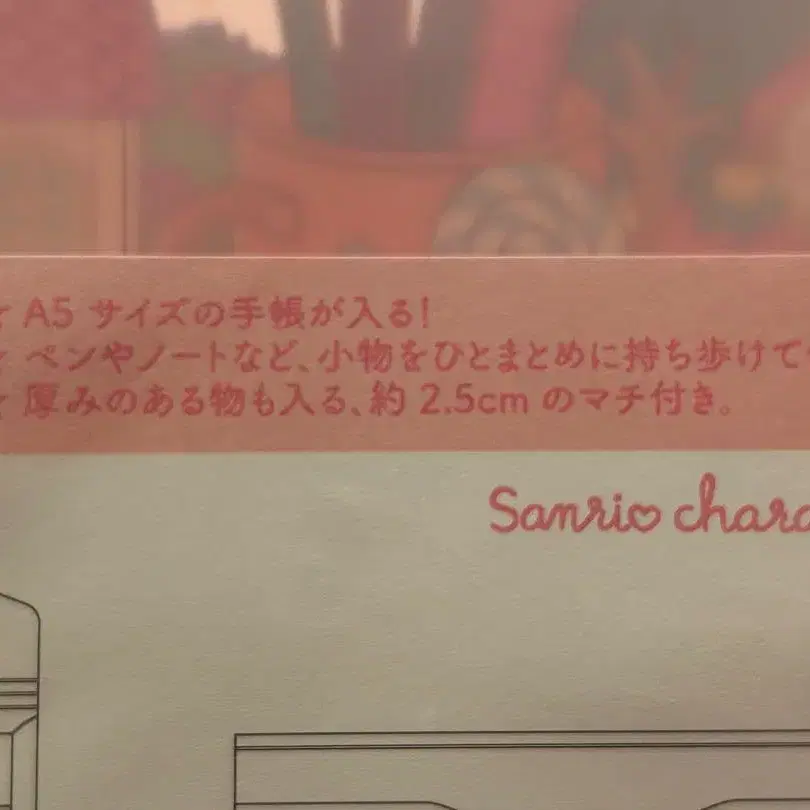 ☆ A5 サイズの手帳が入る!
☆ ペンやノートなど、小物をひとまとめに持ち歩けて
☆ 厚みのある物も入る、約 2.5cm のマチ付き。
Sanrio chara